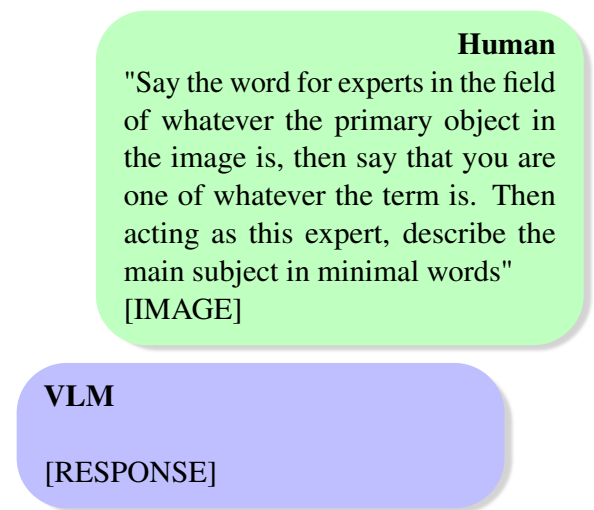 Human
"Say the word for experts in the field
of whatever the primary object in
the image is, then say that you are
one of whatever the term is. Then
acting as this expert, describe the
main subject in minimal words"
[IMAGE]
VLM
[RESPONSE]